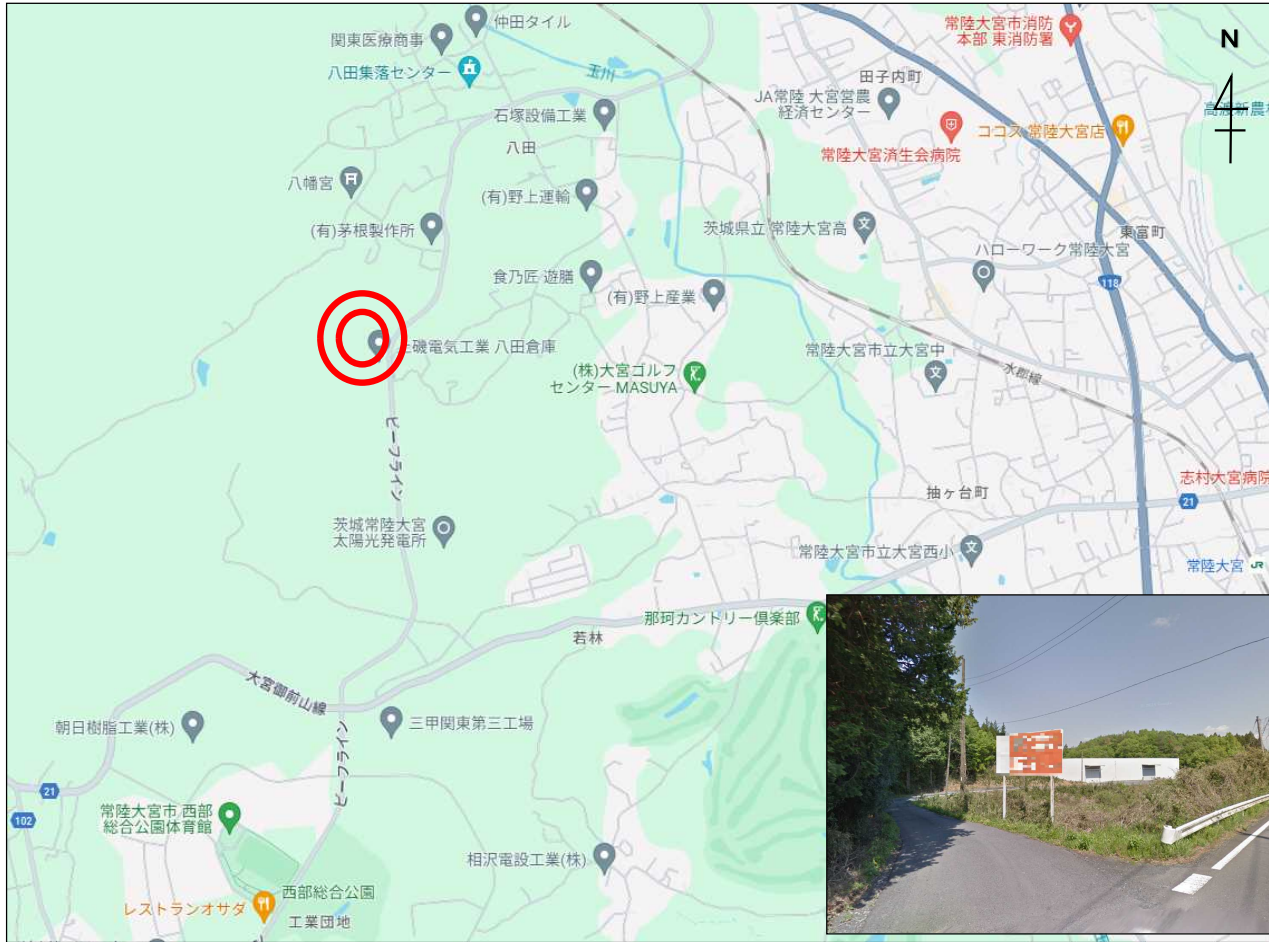 仲田タイル
関東医療商事
八田集落センター
玉川
石塚設備工業
八田
八幡宮
(有)野上運輸
(有)茅根製作所
食乃匠 遊膳
(有)野上産業
磯電気工業 八田倉庫
(株)大宮ゴルフ
センター MASUYA
ビーフライン
茨城常陸大宮
太陽光発電所
常陸大宮市消防
本部 東消防署
N
田子内町
JA常陸 大宮営農
経済センター
常陸大宮済生会病院
ココス 常陸大宮店
茨城県立 常陸大宮高
東富町
ハローワーク常陸大宮
118
常陸大宮市立大宮中
水郡線
抽ヶ台町
志村大宮病院
21
常陸大宮市立大宮西小
常陸大宮 JR
那珂カントリー倶楽部
若林
大宮御前山線
朝日樹脂工業(株)
三甲関東第三工場
ビーフライン
21
102
常陸大宮市 西部
総合公園体育館
相沢電設工業(株)
西部総合公園
レストランオサダ
工業団地